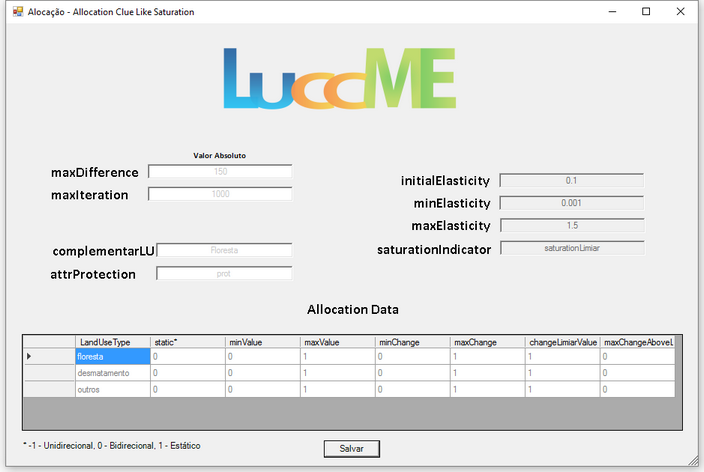 Alocação - Allocation Clue Like Saturation
LuccME
Valor Absoluto
maxDifference 150
maxIteration 1000
initialElasticity 0.1
minElasticity 0.001
maxElasticity 1.5
saturationIndicator saturationLimiar
complementarLU Floresta
attrProtection prot
Allocation Data
LandUseType static* minValue maxValue minChange maxChange changeLimiarValue maxChangeAboveL
floresta 0 0 1 0 1 1 0
desmatamento 0 0 1 0 1 1 0
outros 0 0 1 0 1 1 0
* -1 - Unidirecional, 0 - Bidirecional, 1 - Estático
Salvar